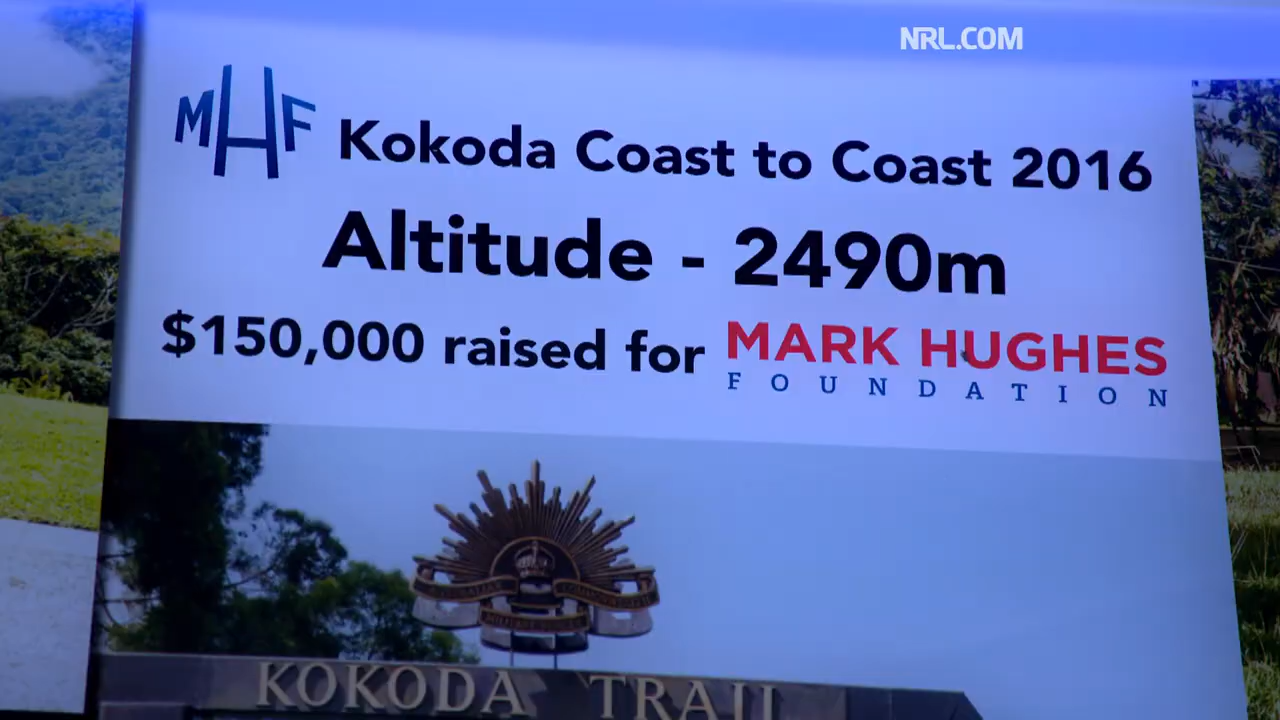 NRL.COM
MHF Kokoda Coast to Coast 2016
Altitude - 2490m
$150,000 raised for MARK HUGHES
FOUNDATION
KOKODA TRAIL